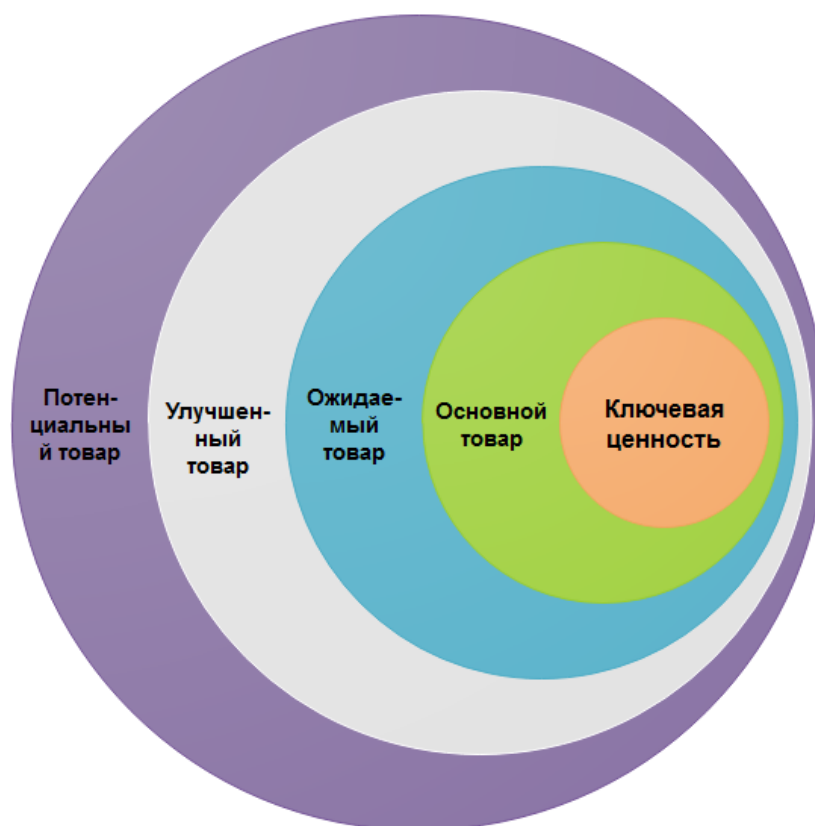 Потен-
циальны
й товар
Улучшен-
ный
товар
Ожидае-
мый
товар
Основной
товар
Ключевая
ценность